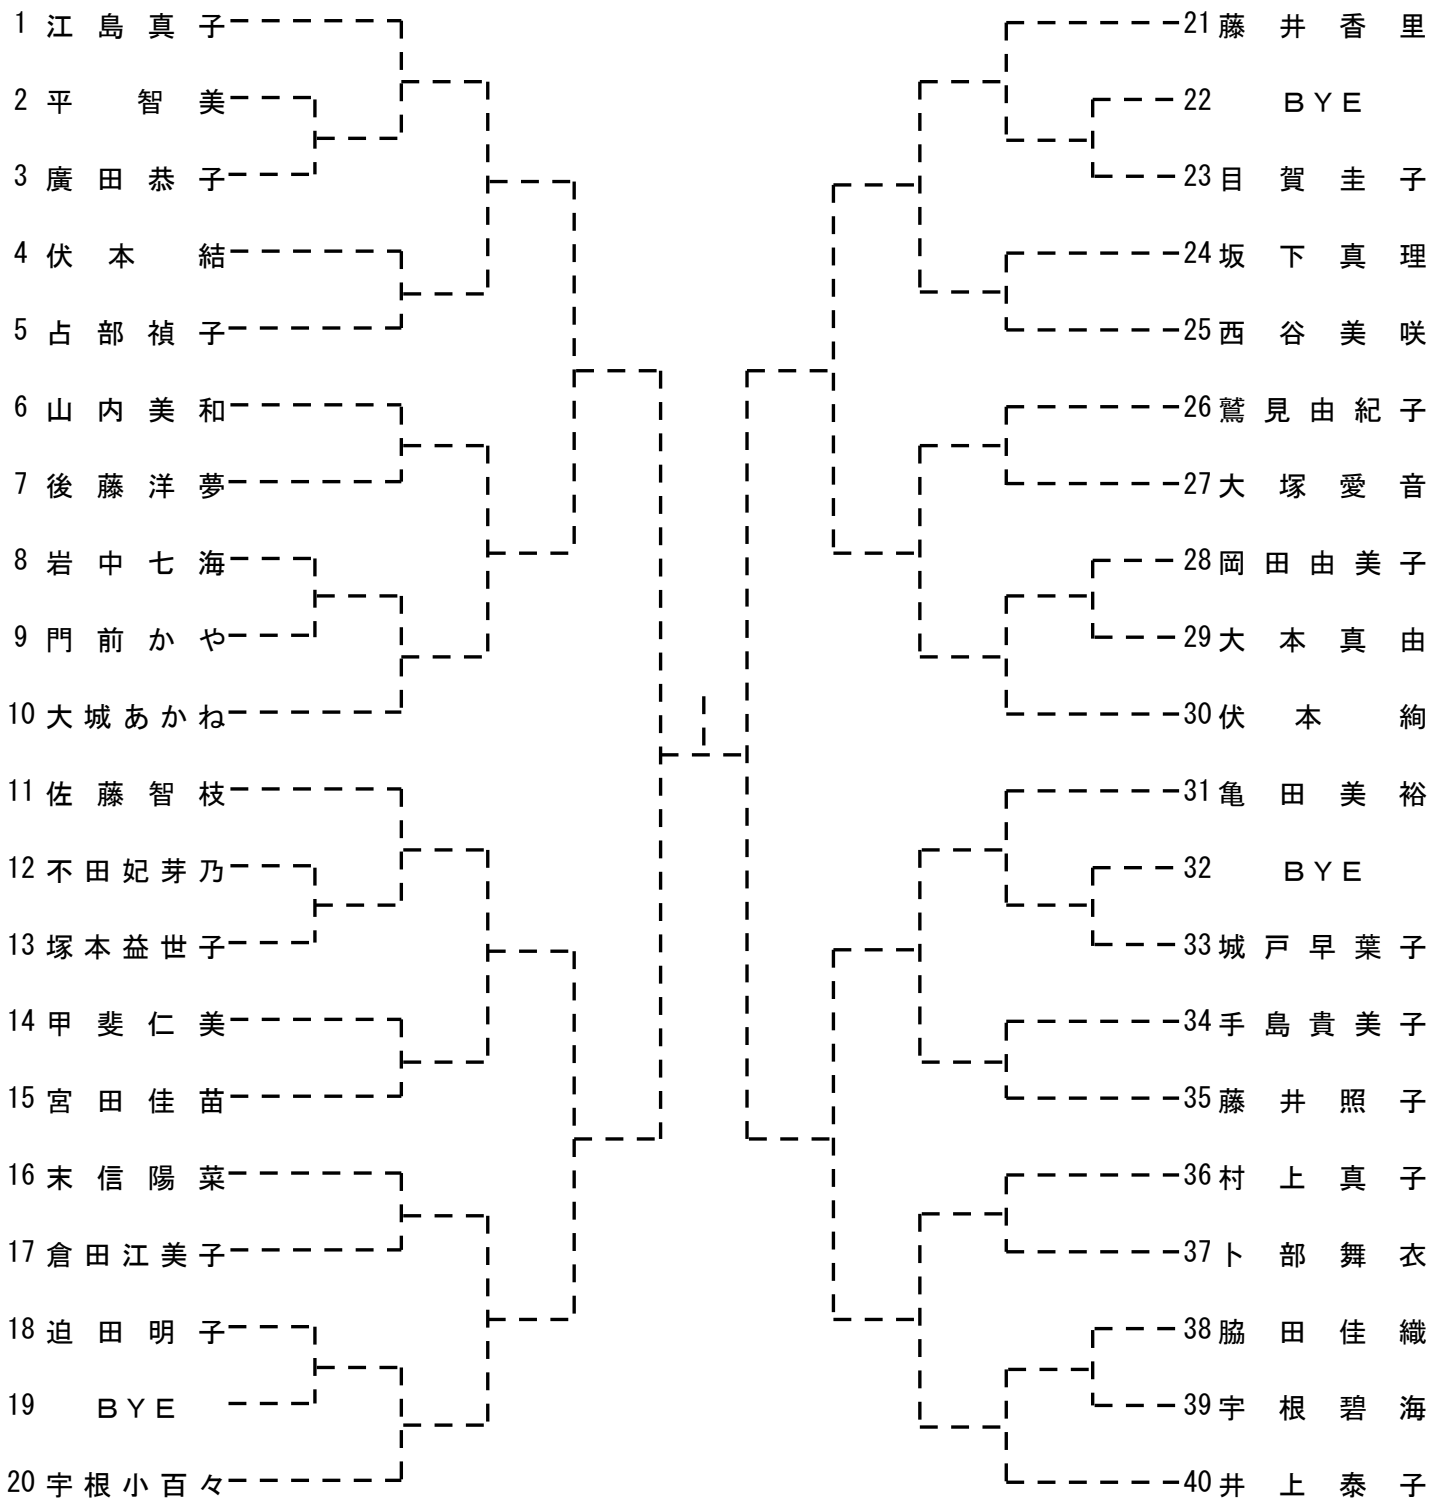 1 江島真子
2 平智美
3 廣田恭子
4 伏本結
5 占部禎子
6 山内美和
7 後藤洋夢
8 岩中七海
9 門前かや
10 大城あかね
11 佐藤智枝
12 不田妃芽乃
13 塚本益世子
14 甲斐仁美
15 宮田佳苗
16 末信陽菜
17 倉田江美子
18 迫田明子
19 ＢＹＥ
20 宇根小百々
21 藤井香里
22 ＢＹＥ
23 目賀圭子
24 坂下真理
25 西谷美咲
26 鷲見由紀子
27 大塚愛音
28 岡田由美子
29 大本真由
30 伏本絢
31 亀田美裕
32 ＢＹＥ
33 城戸早葉子
34 手島貴美子
35 藤井照子
36 村上真子
37 卜部舞衣
38 脇田佳織
39 宇根碧海
40 井上泰子